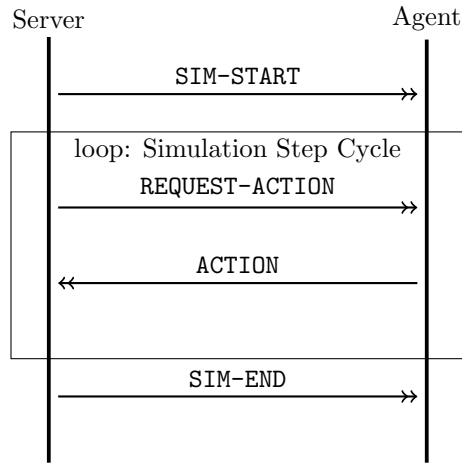 Server
Agent
SIM-START
loop: Simulation Step Cycle
REQUEST-ACTION
ACTION
SIM-END